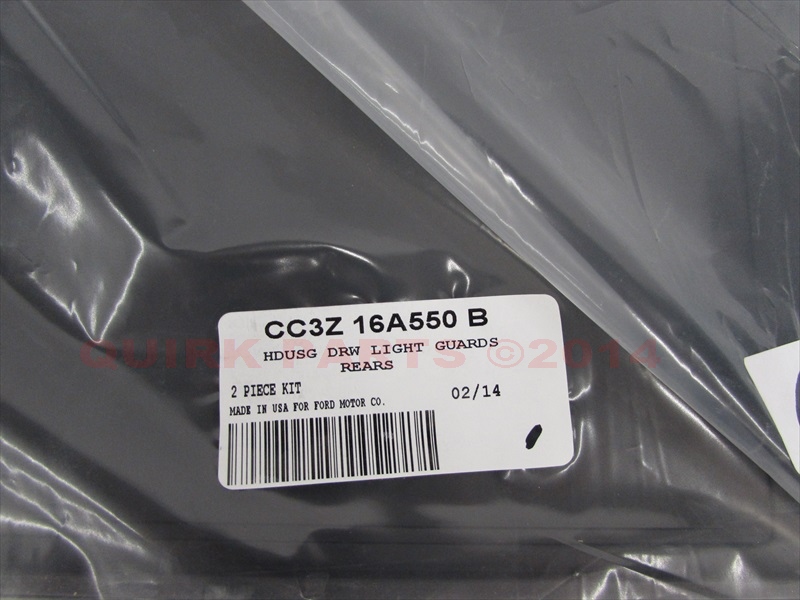 CC3Z 16A550 B
HDUSG DRW LIGHT GUARDS
REARS
2 PIECE KIT
02/14
MADE IN USA FOR FORD MOTOR CO.
QUIRK PARTS ©2014